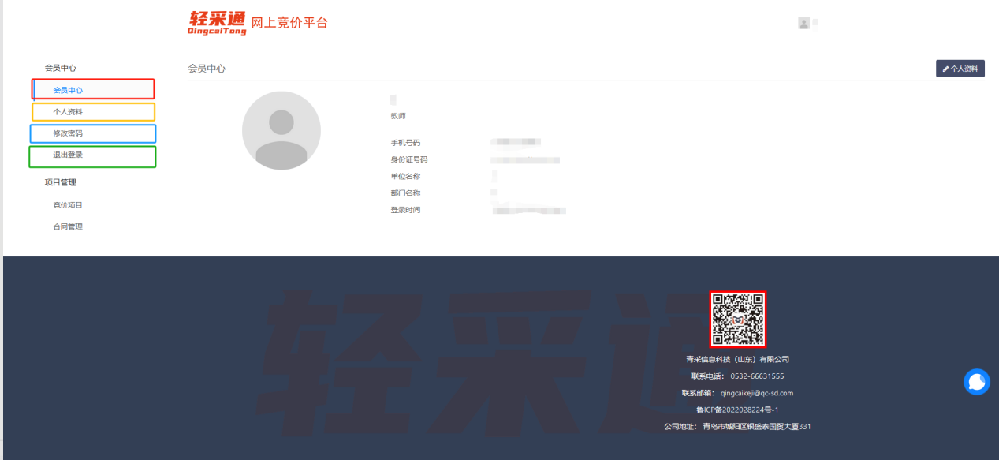 轻采通 网上竞价平台
QingcaiTong
会员中心
会员中心
个人资料
修改密码
退出登录
项目管理
竞价项目
合同管理
会员中心
个人资料
教师
手机号码
身份证号码
单位名称
部门名称
登录时间
轻采通
青采信息科技（山东）有限公司
联系电话： 0532-66631555
联系邮箱： qingcaikeji@qc-sd.com
鲁ICP备2022028224号-1
公司地址： 青岛市城阳区银盛泰国贸大厦331